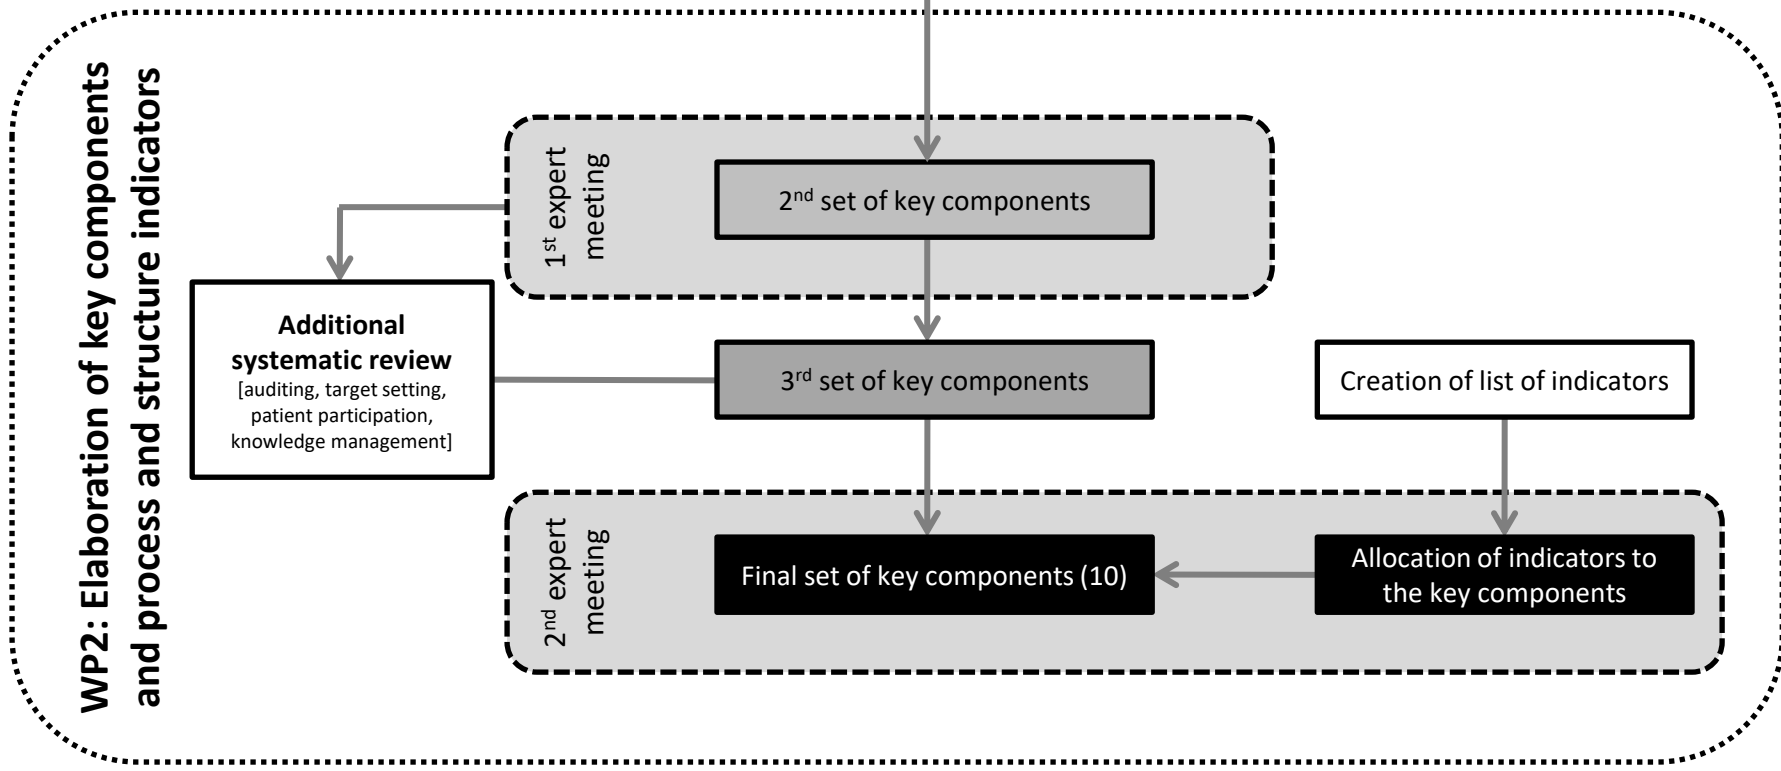 WP2: Elaboration of key components
and process and structure indicators
1st expert
meeting
2nd set of key components
Additional
systematic review
[auditing, target setting,
patient participation,
knowledge management]
3rd set of key components
Creation of list of indicators
2nd expert
meeting
Final set of key components (10)
Allocation of indicators to
the key components